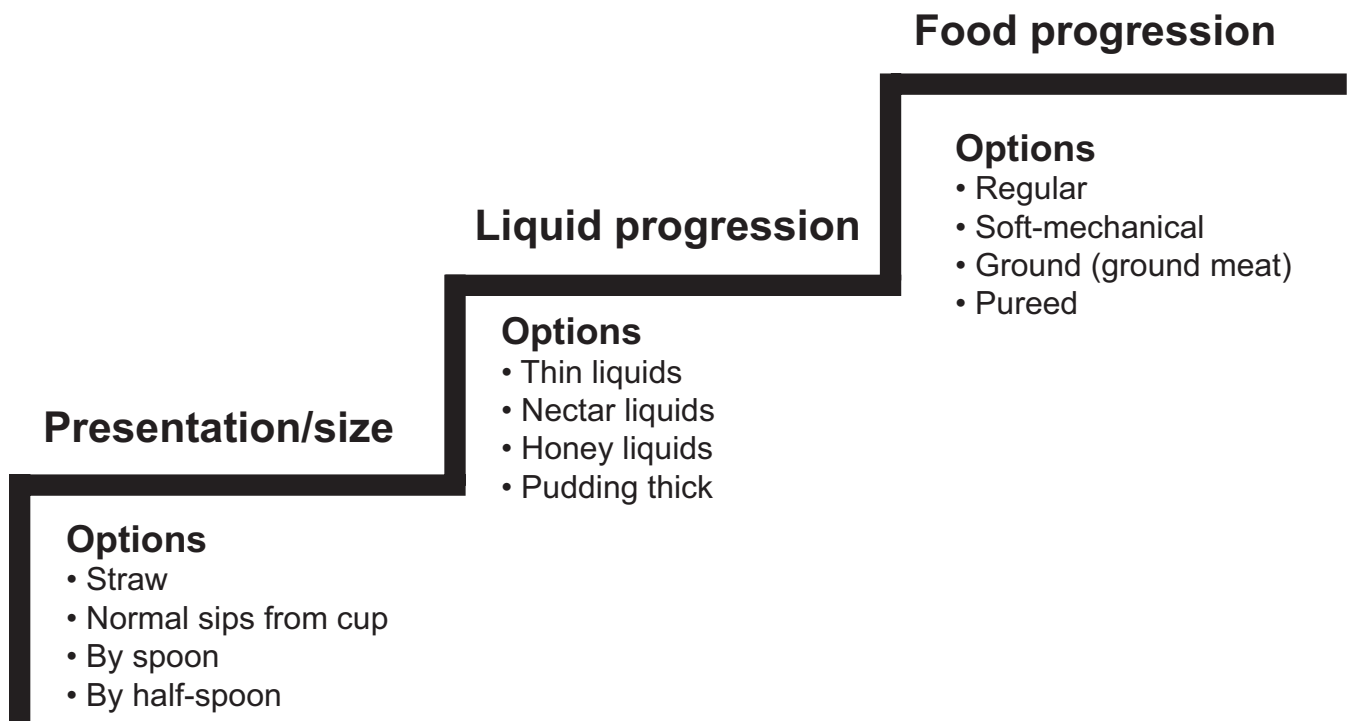 Food progression
Options
• Regular
• Soft-mechanical
• Ground (ground meat)
• Pureed
Liquid progression
Options
• Thin liquids
• Nectar liquids
• Honey liquids
• Pudding thick
Presentation/size
Options
• Straw
• Normal sips from cup
• By spoon
• By half-spoon